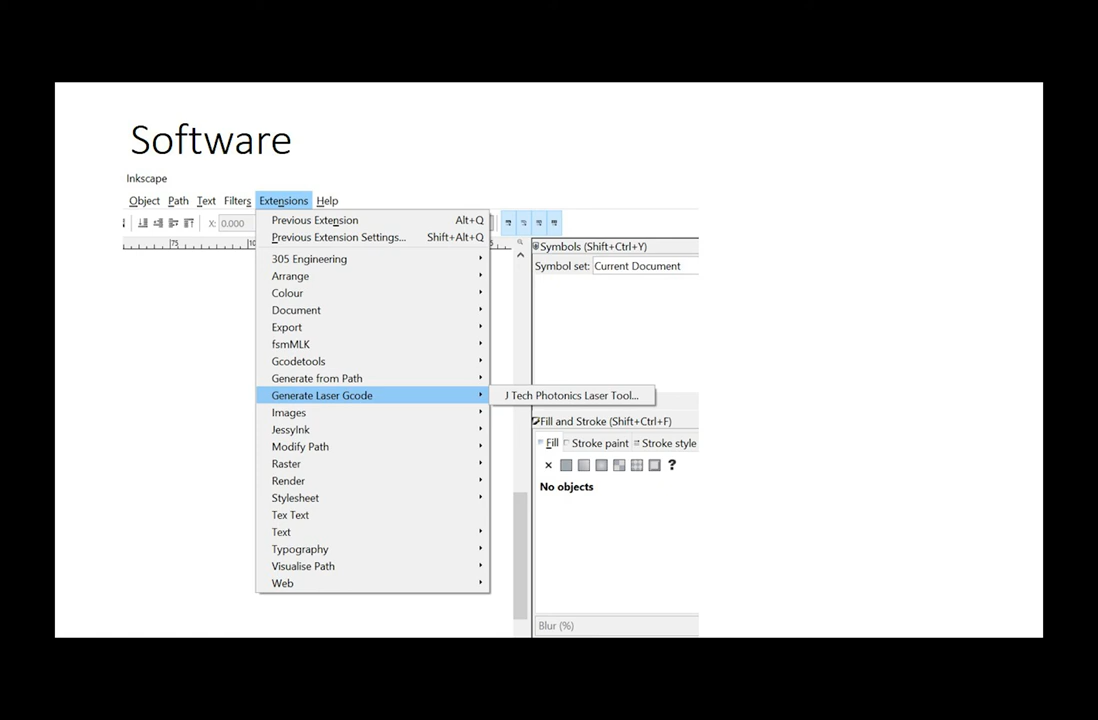 Software
Inkscape
Object Path Text Filters Extensions Help
X: 0.000
Previous Extension Alt+Q
Previous Extension Settings... Shift+Alt+Q
75
Symbols (Shift+Ctrl+Y)
305 Engineering
Symbol set: Current Document
Arrange
Colour
Document
Export
fsmMLK
Gcodetools
Generate from Path
Generate Laser Gcode
J Tech Photonics Laser Tool...
Images
Fill and Stroke (Shift+Ctrl+F)
JessyInk
Modify Path
Fill Stroke paint Stroke style
Raster
?
Render
No objects
Stylesheet
Tex Text
Text
Typography
Visualise Path
Web
Blur (%)